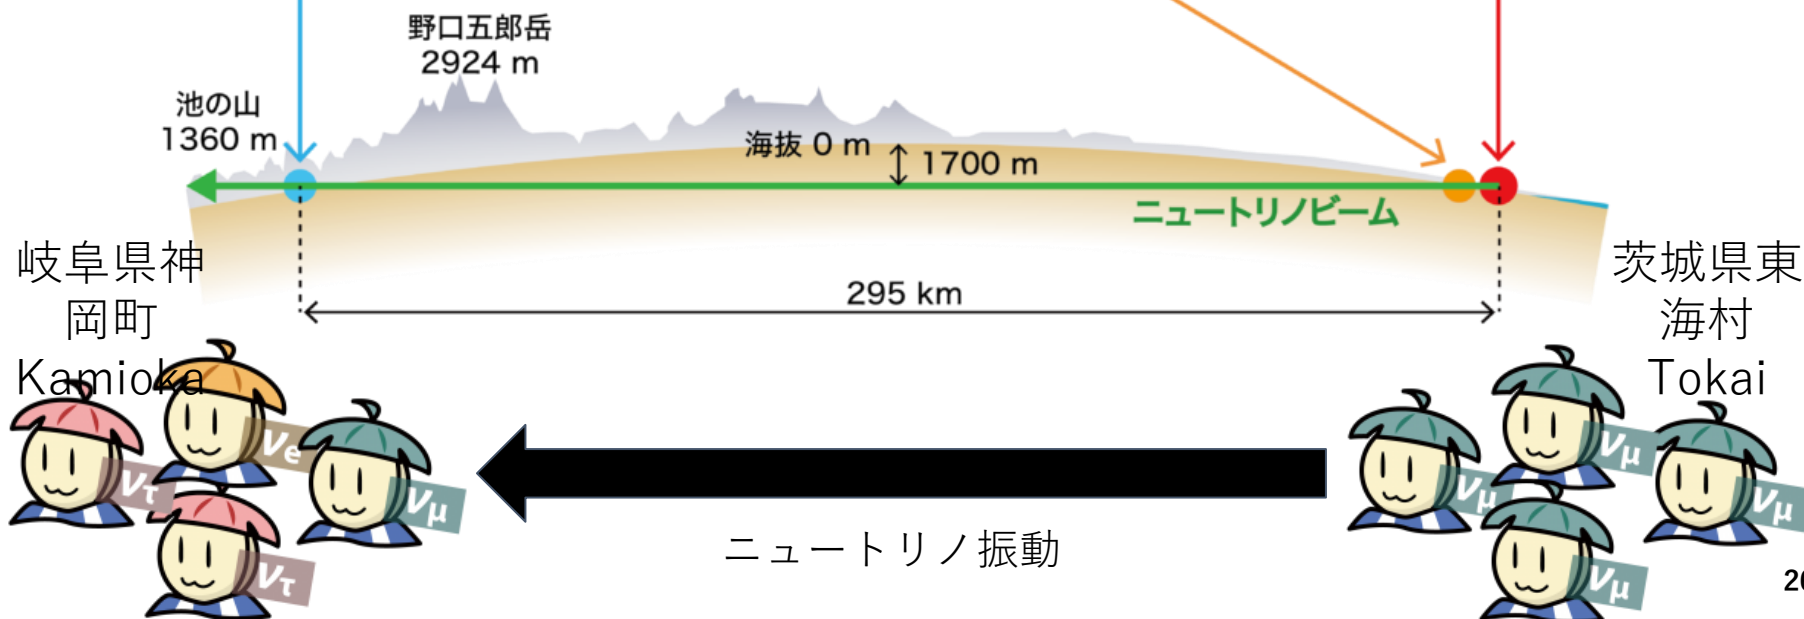 野口五郎岳
2924 m
池の山
1360 m
海抜 0 m
1700 m
ニュートリノビーム
295 km
岐阜県神
岡町
Kamioka
茨城県東
海村
Tokai
νe
ντ
νμ
ντ
νμ
νμ
νμ
νμ
ニュートリノ振動